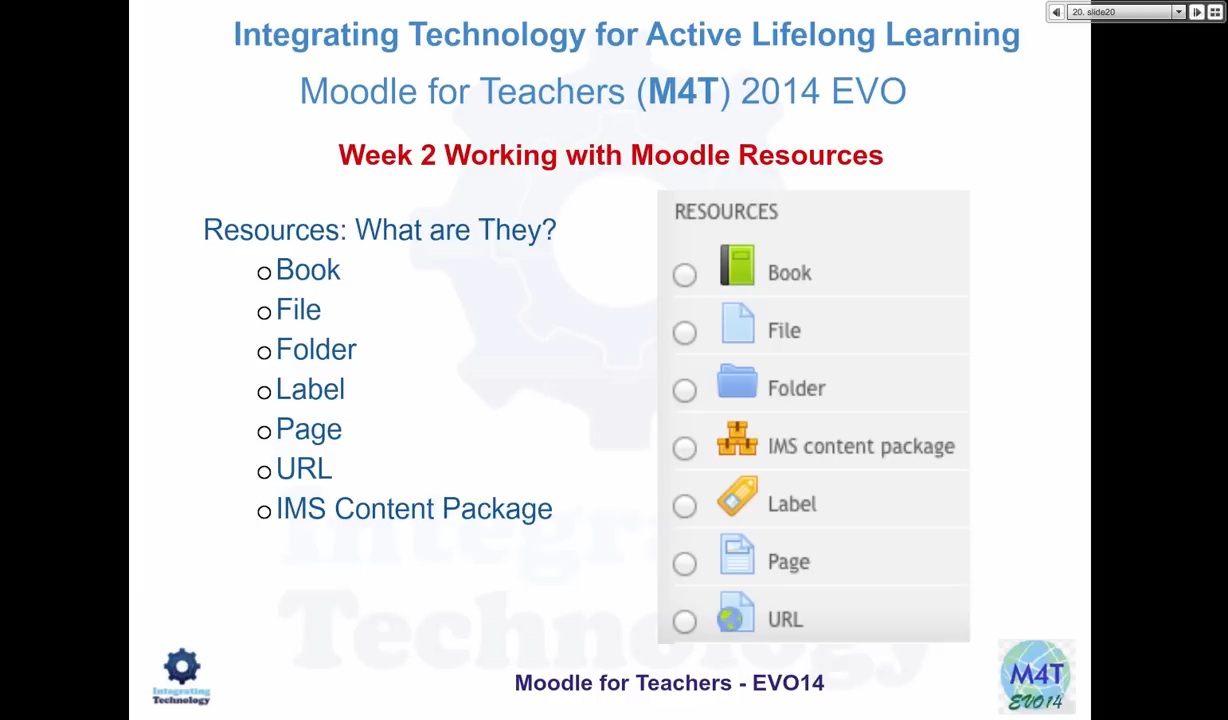 20. slide20
Integrating Technology for Active Lifelong Learning
Moodle for Teachers (M4T) 2014 EVO
Week 2 Working with Moodle Resources
Resources: What are They?
Book
File
Folder
Label
Page
URL
IMS Content Package
RESOURCES
Book
File
Folder
IMS content package
Label
Page
URL
Integrating
Technology
Integrating
Technology
Moodle for Teachers - EVO14
M4T
EVO14